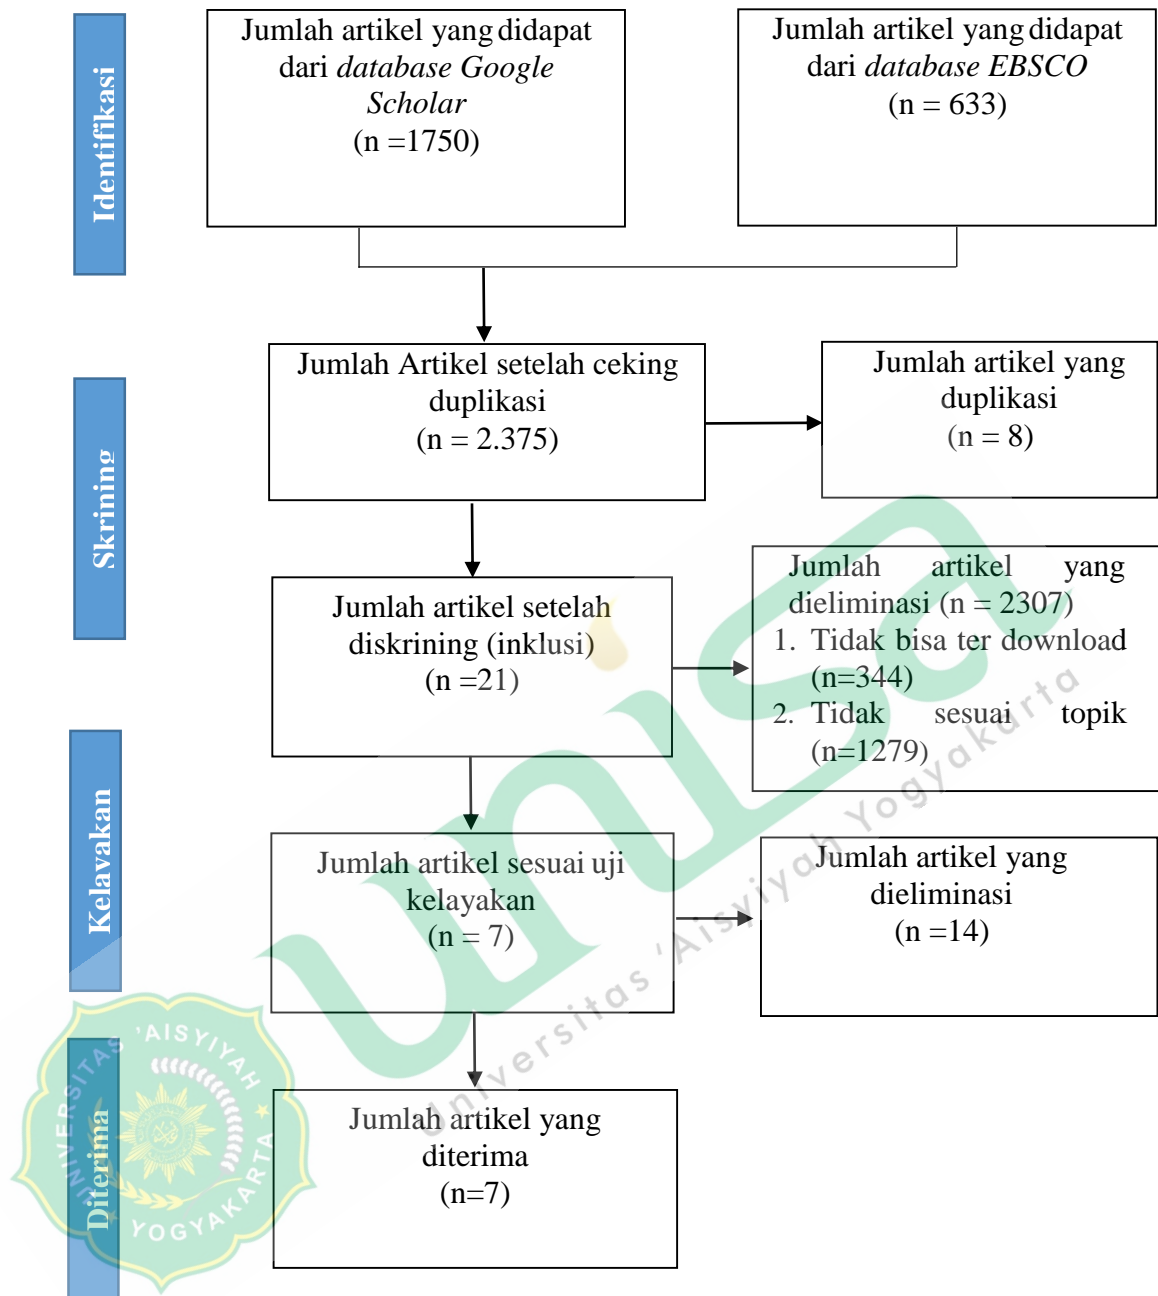 Identifikasi
Jumlah artikel yang didapat
dari database Google
Scholar
(n =1750)
Jumlah artikel yang didapat
dari database EBSCO
(n = 633)
Skrining
Jumlah Artikel setelah ceking
duplikasi
(n = 2.375)
Jumlah artikel yang
duplikasi
(n = 8)
Jumlah artikel setelah
diskrining (inklusi)
(n =21)
Jumlah artikel yang
dieliminasi (n = 2307)
1. Tidak bisa ter download
(n=344)
2. Tidak sesuai topik
(n=1279)
Kelayakan
Jumlah artikel sesuai uji
kelayakan
(n = 7)
Jumlah artikel yang
dieliminasi
(n =14)
Diterima
Jumlah artikel yang
diterima
(n=7)
unisa
Universitas 'Aisyiyah Yogyakarta
UNIVERSITAS 'AISYIYAH
YOGYAKARTA